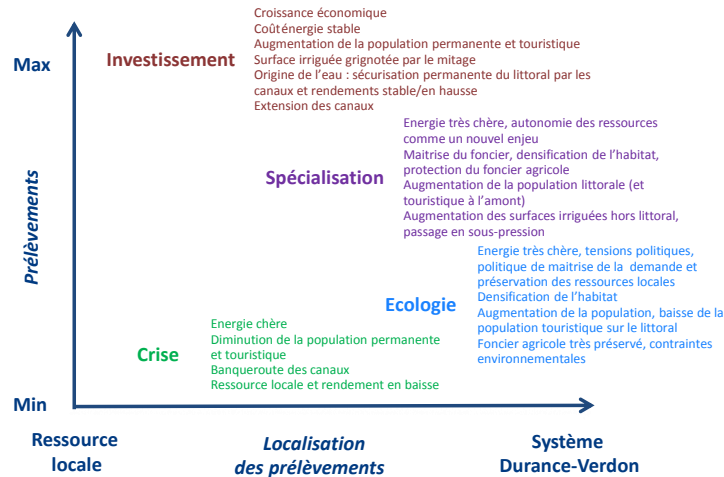 Max
Prélèvements
Min
Investissement
Croissance économique
Coûténergie stable
Augmentation de la population permanente et touristique
Surface irriguée grignotée par le mitage
Origine de l'eau : sécurisation permanente du littoral par les
canaux et rendements stable/en hausse
Extension des canaux
Spécialisation
Energie très chère, autonomie des ressources
comme un nouvel enjeu
Maitrise du foncier, densification de l'habitat,
protection du foncier agricole
Augmentation de la population littorale (et
touristique à l'amont)
Augmentation des surfaces irriguées hors littoral,
passage en sous-pression
Ecologie
Energie très chère, tensions politiques,
politique de maitrise de la demande et
préservation des ressources locales
Densification de l'habitat
Augmentation de la population, baisse de la
population touristique sur le littoral
Foncier agricole très préservé, contraintes
environnementales
Crise
Energie chère
Diminution de la population permanente
et touristique
Banqueroute des canaux
Ressource locale et rendement en baisse
Ressource
locale
Localisation
des prélèvements
Système
Durance-Verdon